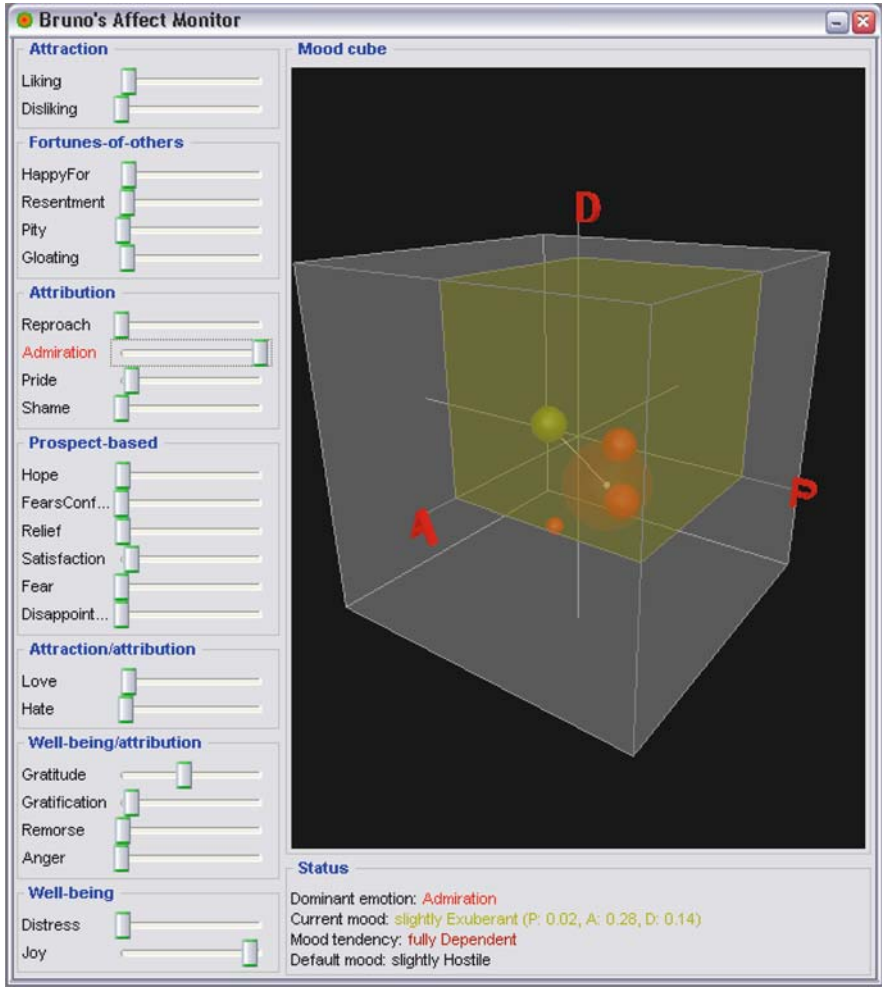 Bruno's Affect Monitor
Attraction
Liking
Disliking
Fortunes-of-others
HappyFor
Resentment
Pity
Gloating
Attribution
Reproach
Admiration
Pride
Shame
Prospect-based
Hope
FearsConf...
Relief
Satisfaction
Fear
Disappoint...
Attraction/attribution
Love
Hate
Well-being/attribution
Gratitude
Gratification
Remorse
Anger
Well-being
Distress
Joy
Mood cube
D
A
P
Status
Dominant emotion: Admiration
Current mood: slightly Exuberant (P: 0.02, A: 0.28, D: 0.14)
Mood tendency: fully Dependent
Default mood: slightly Hostile